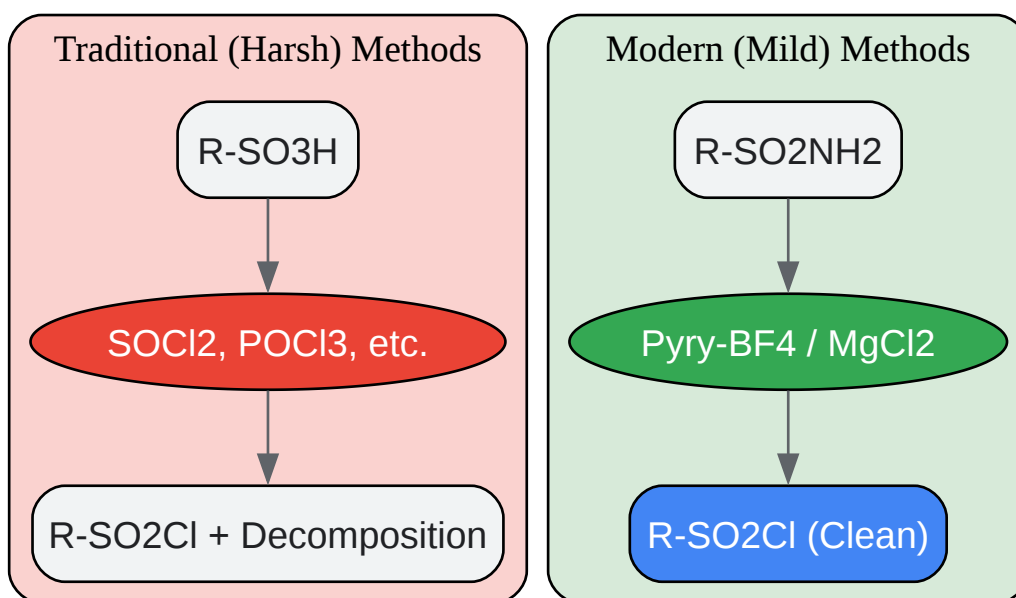 Traditional (Harsh) Methods
R-SO3H
SOCl2, POCl3, etc.
R-SO2Cl + Decomposition
Modern (Mild) Methods
R-SO2NH2
Pyry-BF4 / MgCl2
R-SO2Cl (Clean)